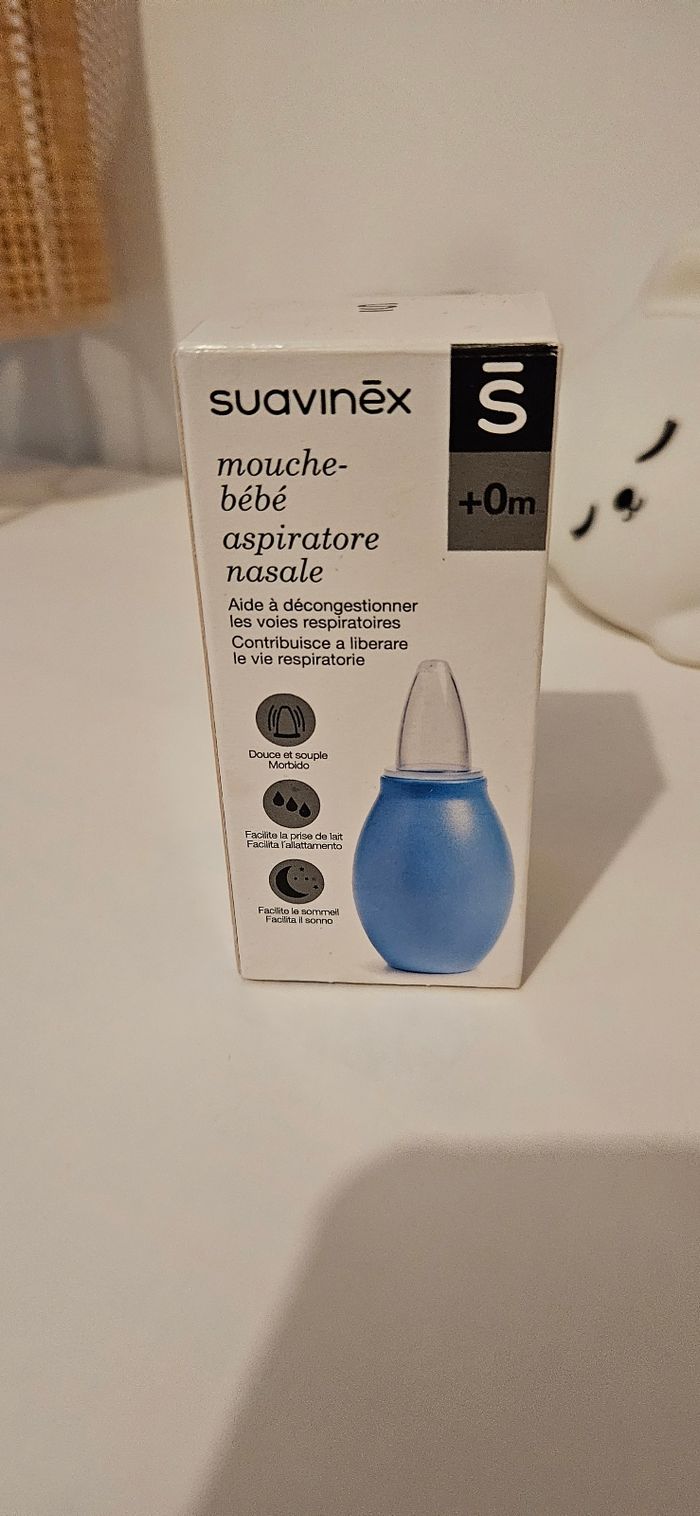 suavinēx
S̄
+0m
mouche-
bébé
aspiratore
nasale
Aide à décongestionner
les voies respiratoires
Contribuisce a liberare
le vie respiratorie
Douce et souple
Morbido
Facilite la prise de lait
Facilita l'allattamento
Facilite le sommeil
Facilita il sonno